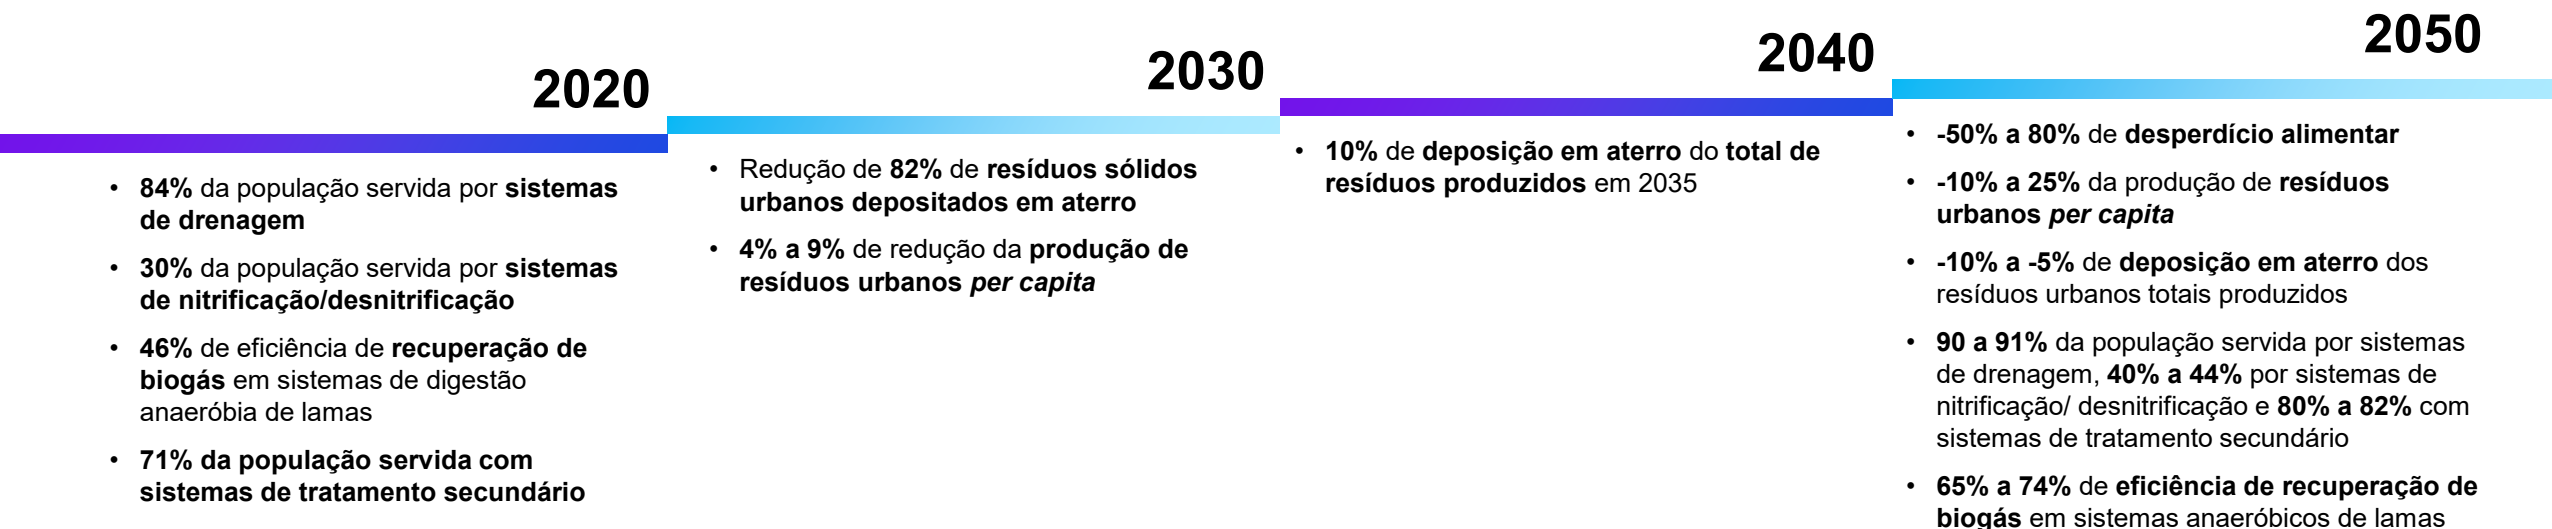 2020
• 84% da população servida por sistemas
de drenagem
• 30% da população servida por sistemas
de nitrificação/desnitrificação
• 46% de eficiência de recuperação de
biogás em sistemas de digestão
anaeróbia de lamas
• 71% da população servida com
sistemas de tratamento secundário
2030
• Redução de 82% de resíduos sólidos
urbanos depositados em aterro
• 4% a 9% de redução da produção de
resíduos urbanos per capita
2040
• 10% de deposição em aterro do total de
resíduos produzidos em 2035
2050
• -50% a 80% de desperdício alimentar
• -10% a 25% da produção de resíduos
urbanos per capita
• -10% a -5% de deposição em aterro dos
resíduos urbanos totais produzidos
• 90 a 91% da população servida por sistemas
de drenagem, 40% a 44% por sistemas de
nitrificação/ desnitrificação e 80% a 82% com
sistemas de tratamento secundário
• 65% a 74% de eficiência de recuperação de
biogás em sistemas anaeróbicos de lamas